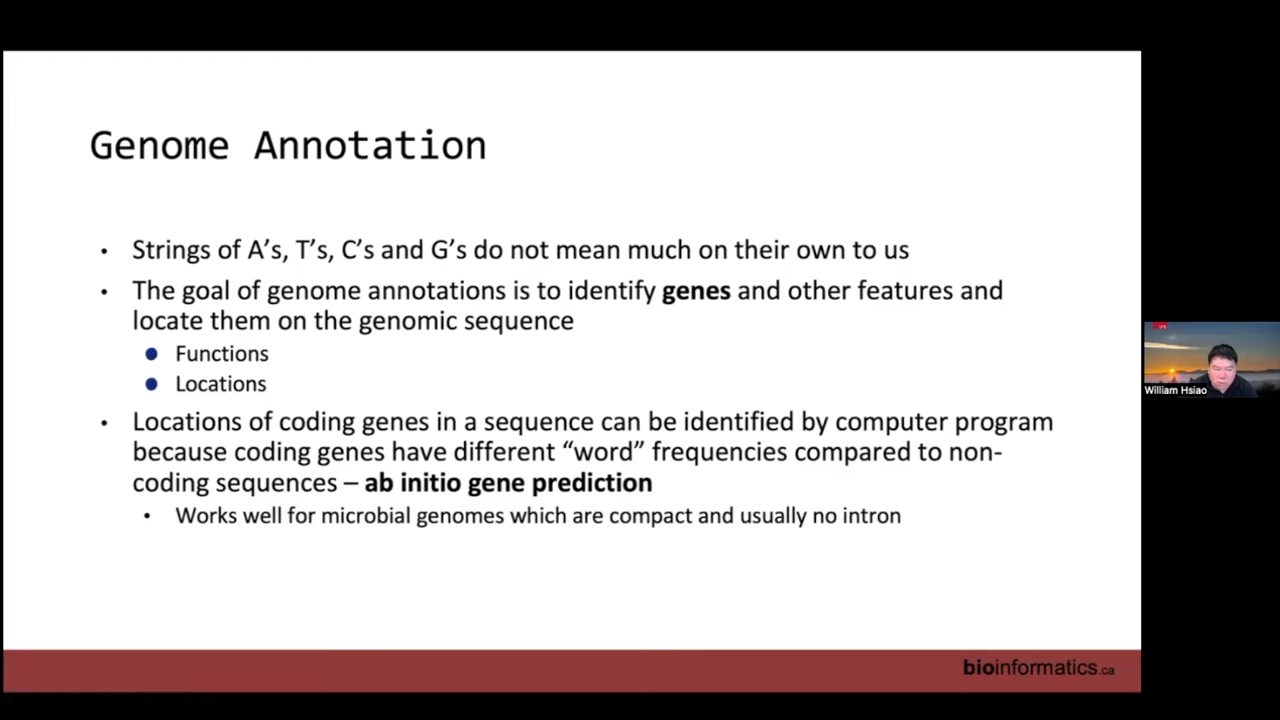 Genome Annotation
• Strings of A’s, T’s, C’s and G’s do not mean much on their own to us
• The goal of genome annotations is to identify genes and other features and
locate them on the genomic sequence
● Functions
● Locations
• Locations of coding genes in a sequence can be identified by computer program
because coding genes have different “word” frequencies compared to non-
coding sequences – ab initio gene prediction
• Works well for microbial genomes which are compact and usually no intron
William Hsiao
bioinformatics.ca